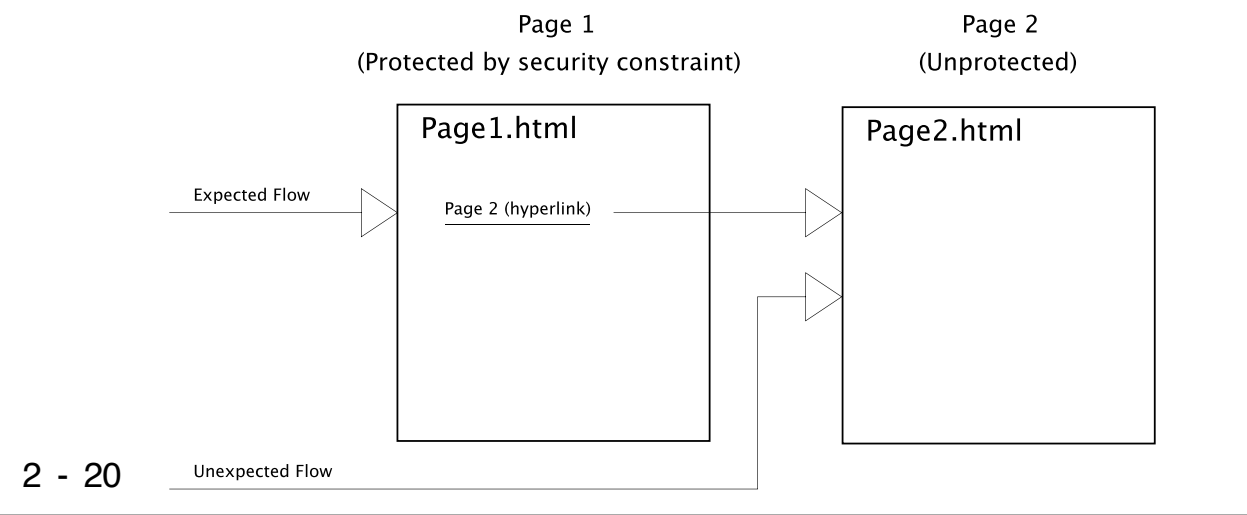 Page 1
(Protected by security constraint)
Page 2
(Unprotected)
Page1.html
Page2.html
Expected Flow
Page 2 (hyperlink)
Unexpected Flow
2 - 20